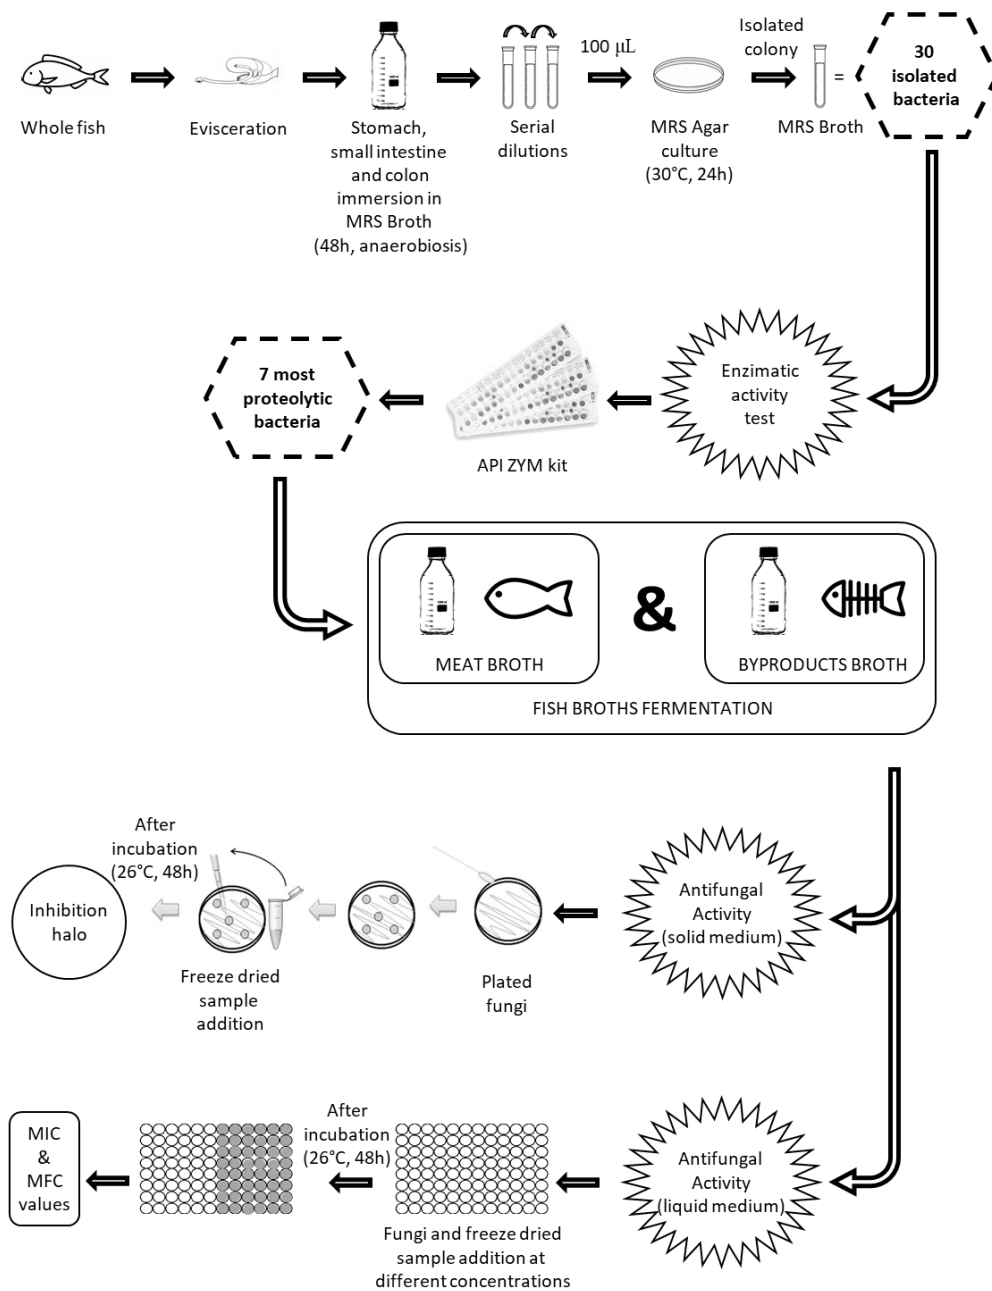 Whole fish
Evisceration
Stomach,
small intestine
and colon
immersion in
MRS Broth
(48h, anaerobiosis)
Serial
dilutions
100 µL
MRS Agar
culture
(30°C, 24h)
Isolated
colony
MRS Broth
=
30
isolated
bacteria
Enzimatic
activity
test
API ZYM kit
7 most
proteolytic
bacteria
MEAT BROTH
&
BYPRODUCTS BROTH
FISH BROTHS FERMENTATION
Antifungal
Activity
(solid medium)
Plated
fungi
Freeze dried
sample
addition
After
incubation
(26°C, 48h)
Inhibition
halo
Antifungal
Activity
(liquid medium)
Fungi and freeze dried
sample addition at
different concentrations
After
incubation
(26°C, 48h)
MIC
&
MFC
values